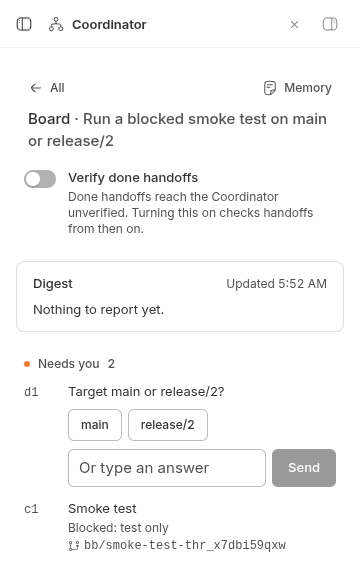 Coordinator
All
Memory
Board · Run a blocked smoke test on main
or release/2
Verify done handoffs
Done handoffs reach the Coordinator
unverified. Turning this on checks handoffs
from then on.
Digest
Updated 5:52 AM
Nothing to report yet.
Needs you 2
d1
Target main or release/2?
main
release/2
Or type an answer
Send
c1
Smoke test
Blocked: test only
bb/smoke-test-thr_x7dbi59qxw